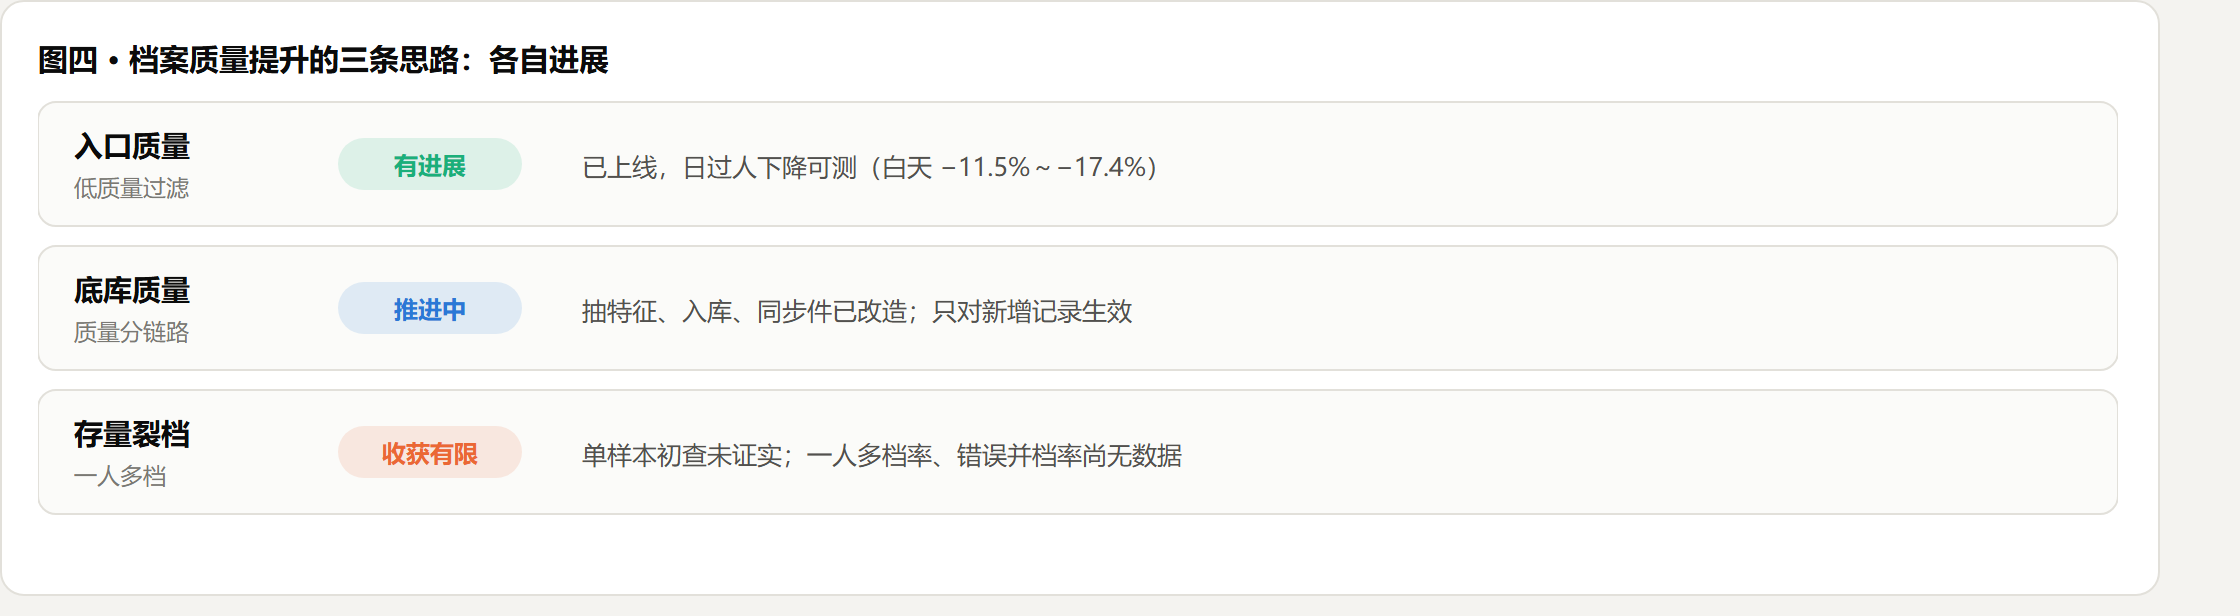 图四 · 档案质量提升的三条思路：各自进展
入口质量
低质量过滤
有进展
已上线，日过人下降可测（白天 −11.5% ~ −17.4%）
底库质量
质量分链路
推进中
抽特征、入库、同步件已改造；只对新增记录生效
存量裂档
一人多档
收获有限
单样本初查未证实；一人多档率、错误并档率尚无数据